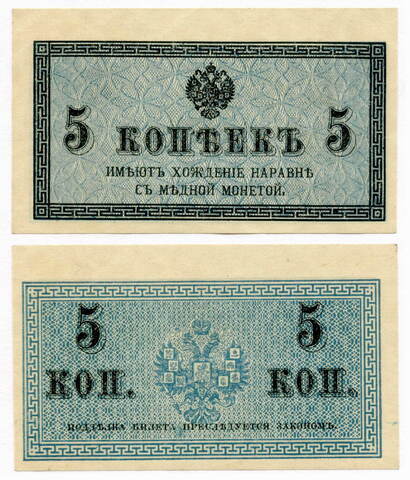 5 КОПѢЕКЪ 5
ИМѢЮТЪ ХОЖДЕНІЕ НАРАВНѢ
СЪ МѢДНОЙ МОНЕТОЙ.
5 5
КОП. КОП.
ПОДДѢЛКА БИЛЕТА ПРЕСЛѢДУЕТСЯ ЗАКОНОМЪ.